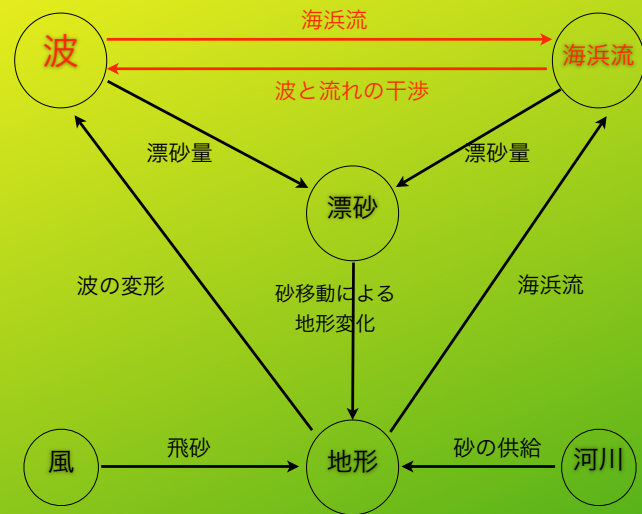 海浜流
波
海浜流
波と流れの干渉
漂砂量
漂砂量
漂砂
波の変形
砂移動による
地形変化
海浜流
風
飛砂
地形
砂の供給
河川